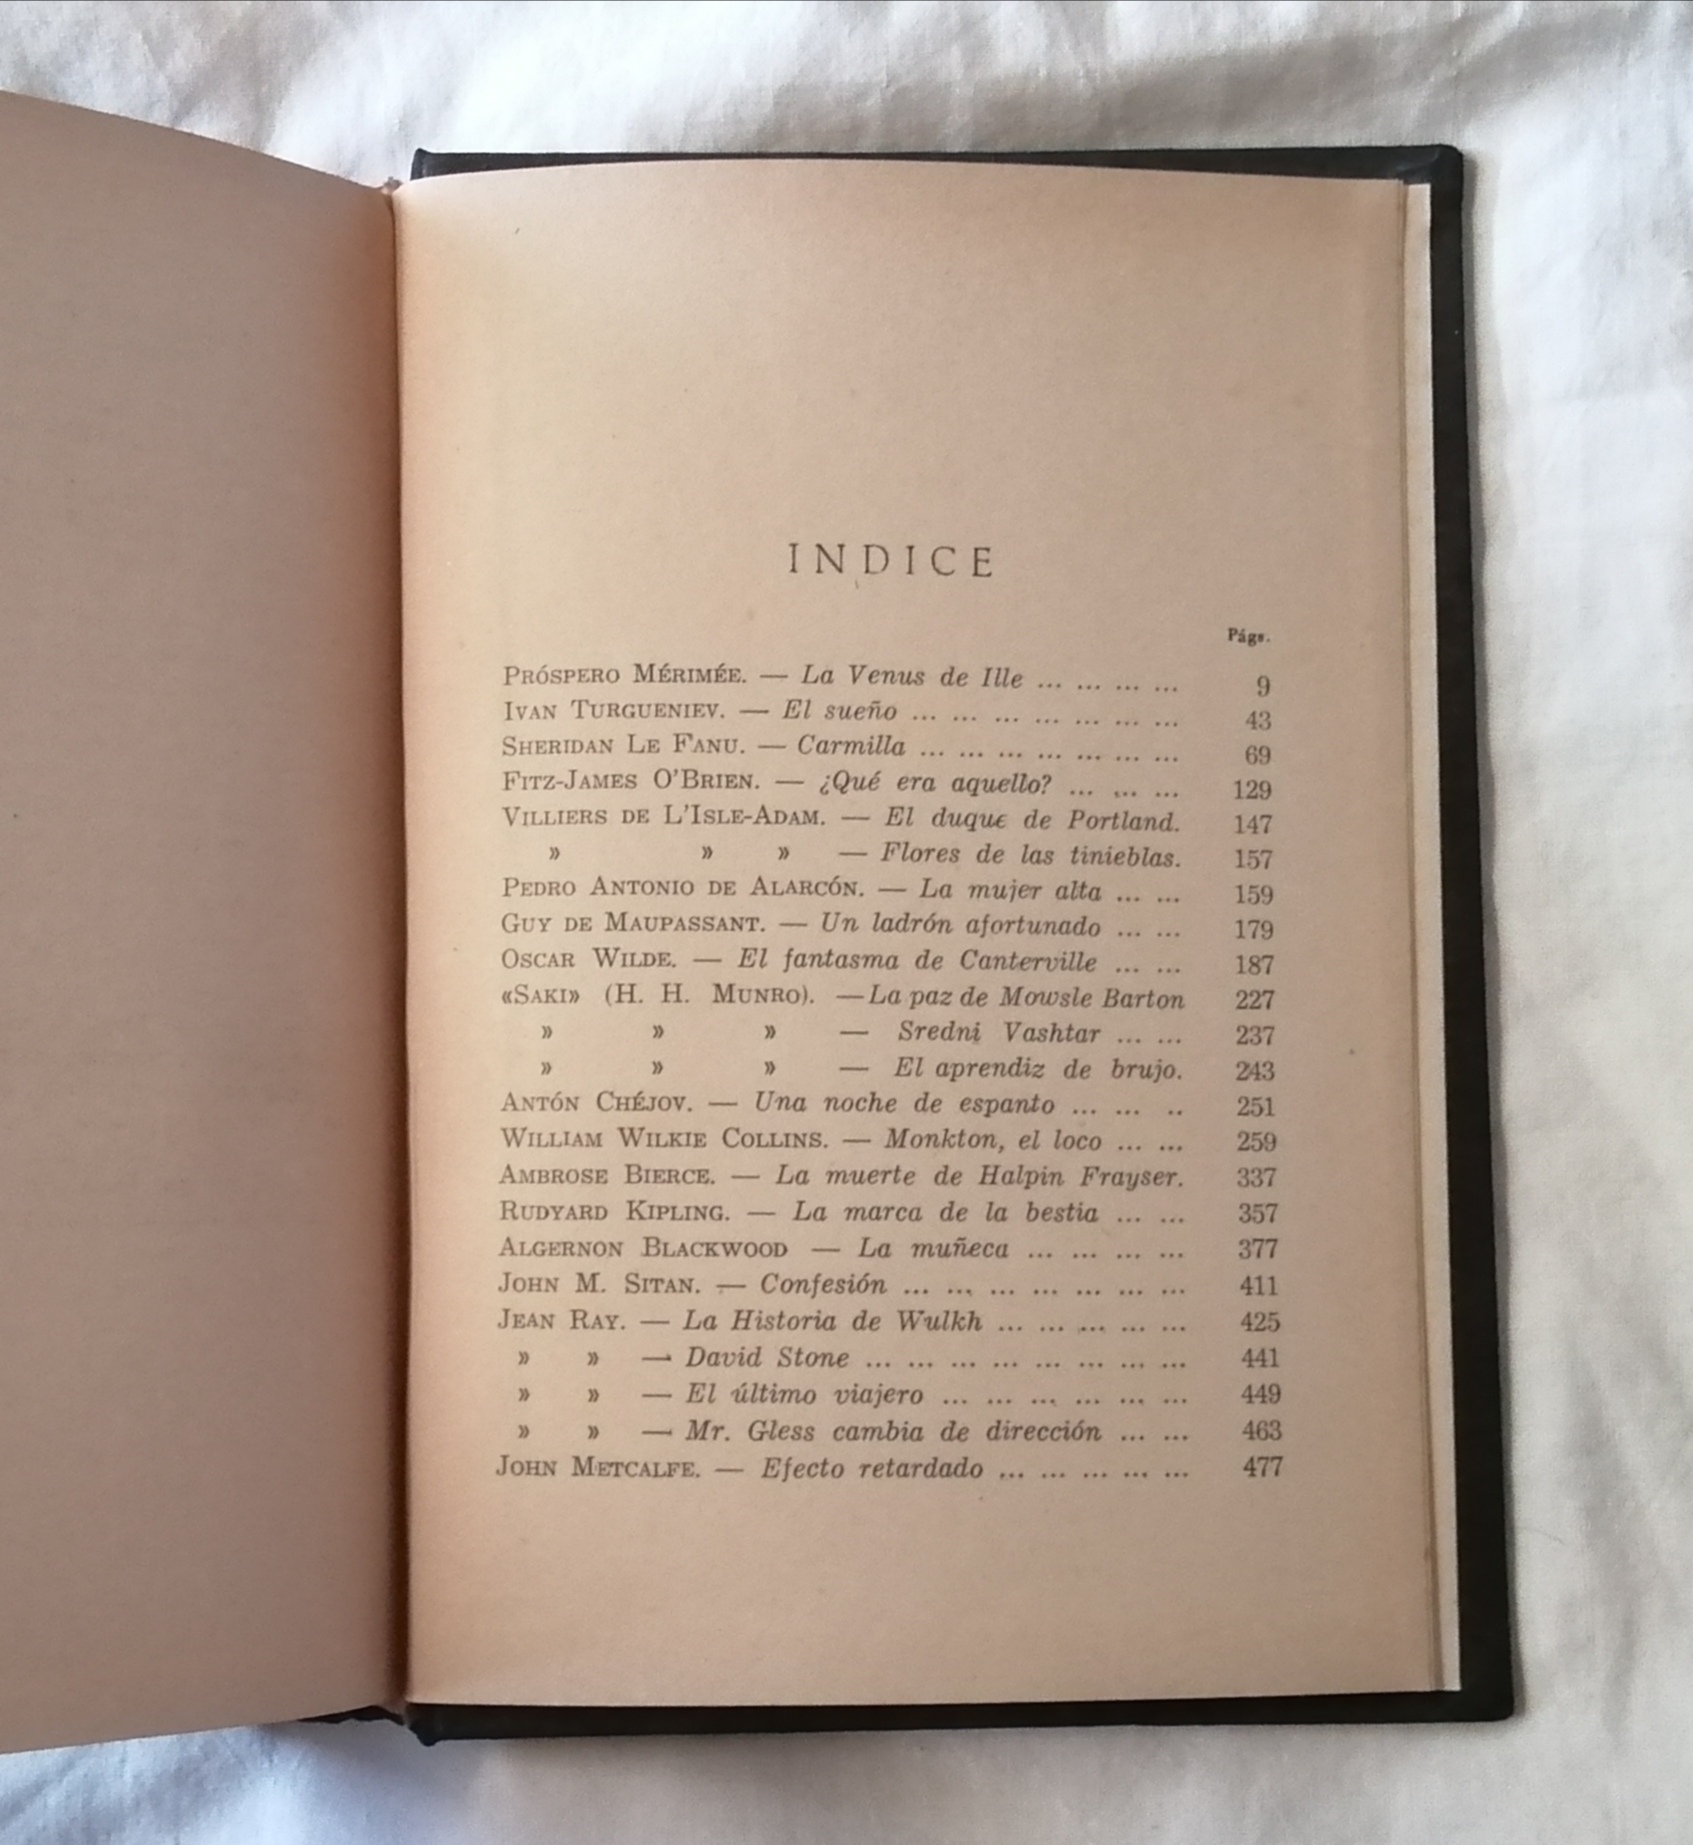 INDICE
Págs.
PRÓSPERO MÉRIMÉE. — La Venus de Ille ... ... ... ... 9
IVAN TURGUENIEV. — El sueño ... ... ... ... ... ... ... 43
SHERIDAN LE FANU. — Carmilla ... ... ... ... ... ... ... 69
FITZ-JAMES O'BRIEN. — ¿Qué era aquello? ... ... ... 129
VILLIERS DE L'ISLE-ADAM. — El duque de Portland. 147
» » » — Flores de las tinieblas. 157
PEDRO ANTONIO DE ALARCÓN. — La mujer alta ... ... 159
GUY DE MAUPASSANT. — Un ladrón afortunado ... ... 179
OSCAR WILDE. — El fantasma de Canterville ... ... 187
«SAKI» (H. H. MUNRO). — La paz de Mowsle Barton 227
» » » — Sredni Vashtar ... ... 237
» » » — El aprendiz de brujo. 243
ANTÓN CHÉJOV. — Una noche de espanto ... ... .. 251
WILLIAM WILKIE COLLINS. — Monkton, el loco ... ... 259
AMBROSE BIERCE. — La muerte de Halpin Frayser. 337
RUDYARD KIPLING. — La marca de la bestia ... ... 357
ALGERNON BLACKWOOD — La muñeca ... ... ... ... 377
JOHN M. SITAN. — Confesión ... ... ... ... ... ... ... 411
JEAN RAY. — La Historia de Wulkh ... ... ... ... ... 425
» » — David Stone ... ... ... ... ... ... ... ... 441
» » — El último viajero ... ... ... ... ... ... 449
» » — Mr. Gless cambia de dirección ... ... 463
JOHN METCALFE. — Efecto retardado ... ... ... ... ... 477